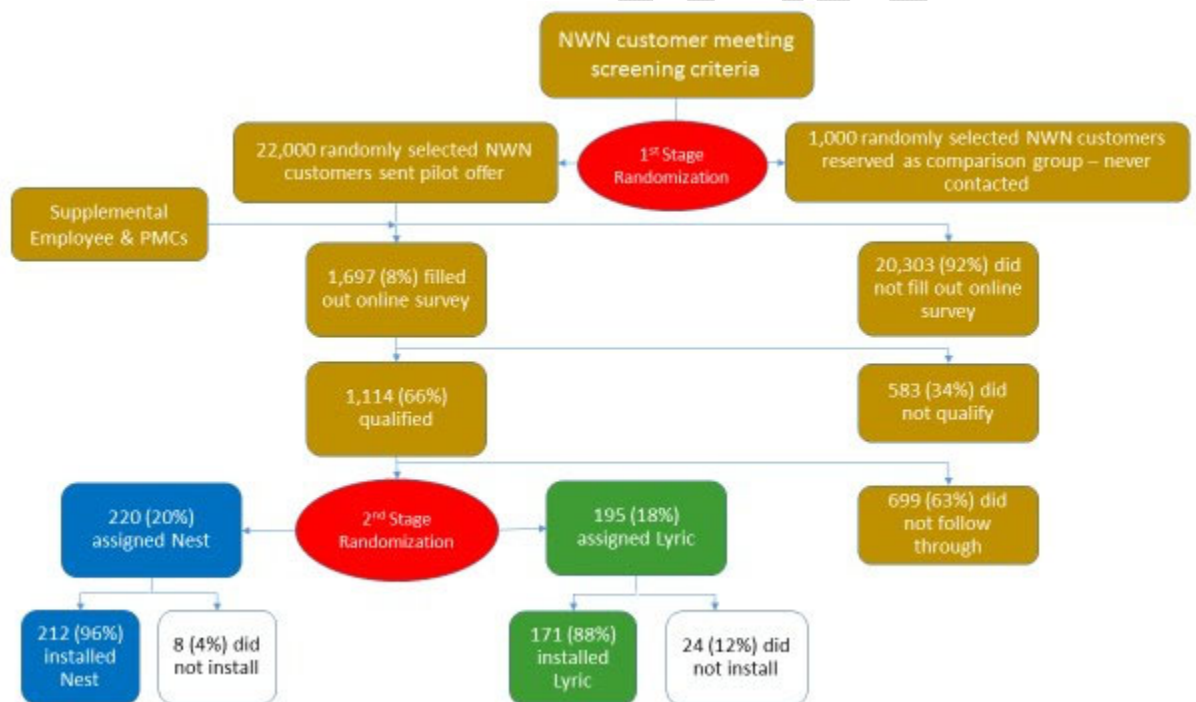 NWN customer meeting
screening criteria
22,000 randomly selected NWN
customers sent pilot offer
1st Stage
Randomization
1,000 randomly selected NWN customers
reserved as comparison group – never
contacted
Supplemental
Employee & PMCs
1,697 (8%) filled
out online survey
20,303 (92%) did
not fill out online
survey
1,114 (66%)
qualified
583 (34%) did
not qualify
220 (20%)
assigned Nest
2nd Stage
Randomization
195 (18%)
assigned Lyric
699 (63%) did
not follow
through
212 (96%)
installed
Nest
8 (4%) did
not install
171 (88%)
installed
Lyric
24 (12%) did
not install